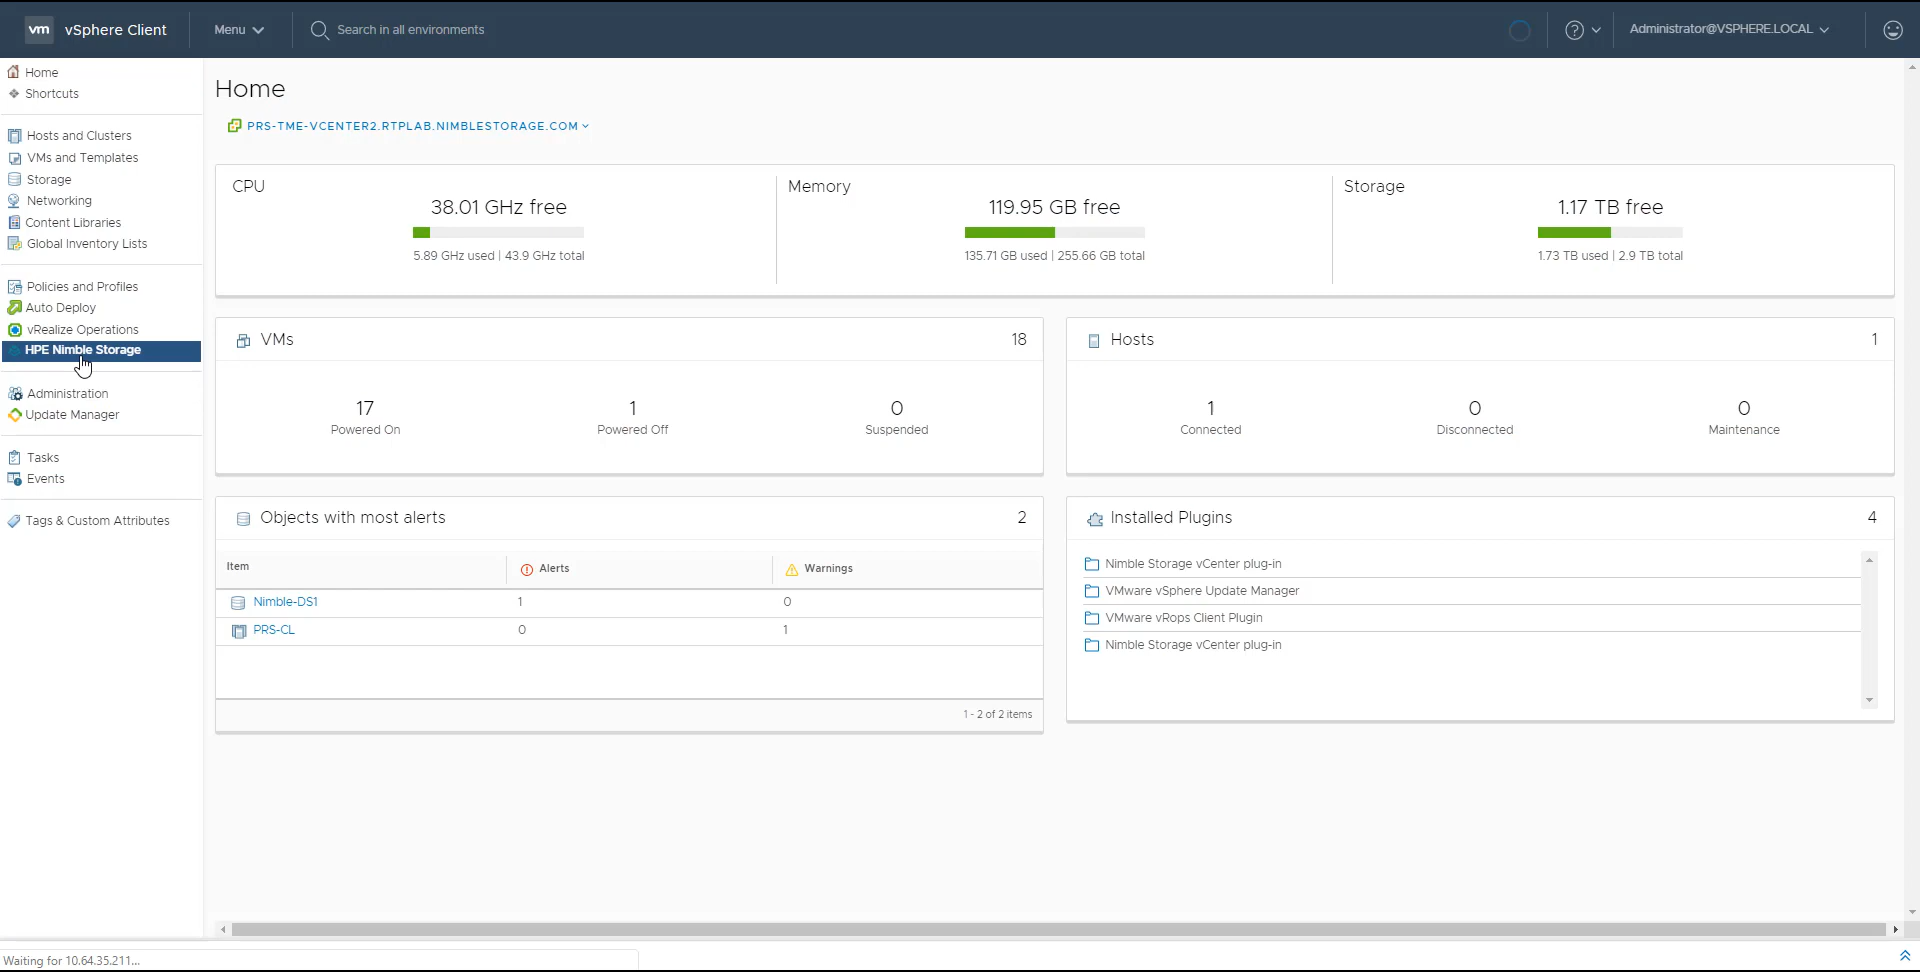 vm vSphere Client Menu Search in all environments ? Administrator@VSPHERE.LOCAL
Home
Shortcuts
Hosts and Clusters
VMs and Templates
Storage
Networking
Content Libraries
Global Inventory Lists
Policies and Profiles
Auto Deploy
vRealize Operations
HPE Nimble Storage
Administration
Update Manager
Tasks
Events
Tags & Custom Attributes
Home
PRS-TME-VCENTER2.RTPLAB.NIMBLESTORAGE.COM
CPU
38.01 GHz free
5.89 GHz used | 43.9 GHz total
Memory
119.95 GB free
135.71 GB used | 255.66 GB total
Storage
1.17 TB free
1.73 TB used | 2.9 TB total
VMs 18
17 1 0
Powered On Powered Off Suspended
Hosts 1
1 0 0
Connected Disconnected Maintenance
Objects with most alerts 2
Item Alerts Warnings
Nimble-DS1 1 0
PRS-CL 0 1
1 - 2 of 2 items
Installed Plugins 4
Nimble Storage vCenter plug-in
VMware vSphere Update Manager
VMware vRops Client Plugin
Nimble Storage vCenter plug-in
Waiting for 10.64.35.211...